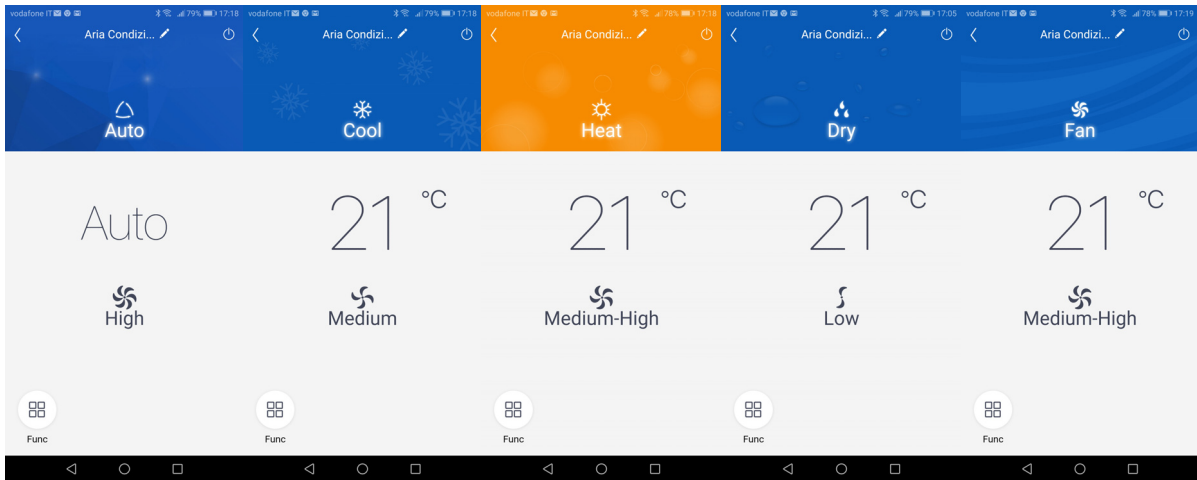 vodafone IT 79% 17:18
Aria Condizi...
Auto
Auto
High
Func
vodafone IT 79% 17:18
Aria Condizi...
Cool
21 °C
Medium
Func
vodafone IT 78% 17:18
Aria Condizi...
Heat
21 °C
Medium-High
Func
vodafone IT 79% 17:05
Aria Condizi...
Dry
21 °C
Low
Func
vodafone IT 78% 17:19
Aria Condizi...
Fan
21 °C
Medium-High
Func